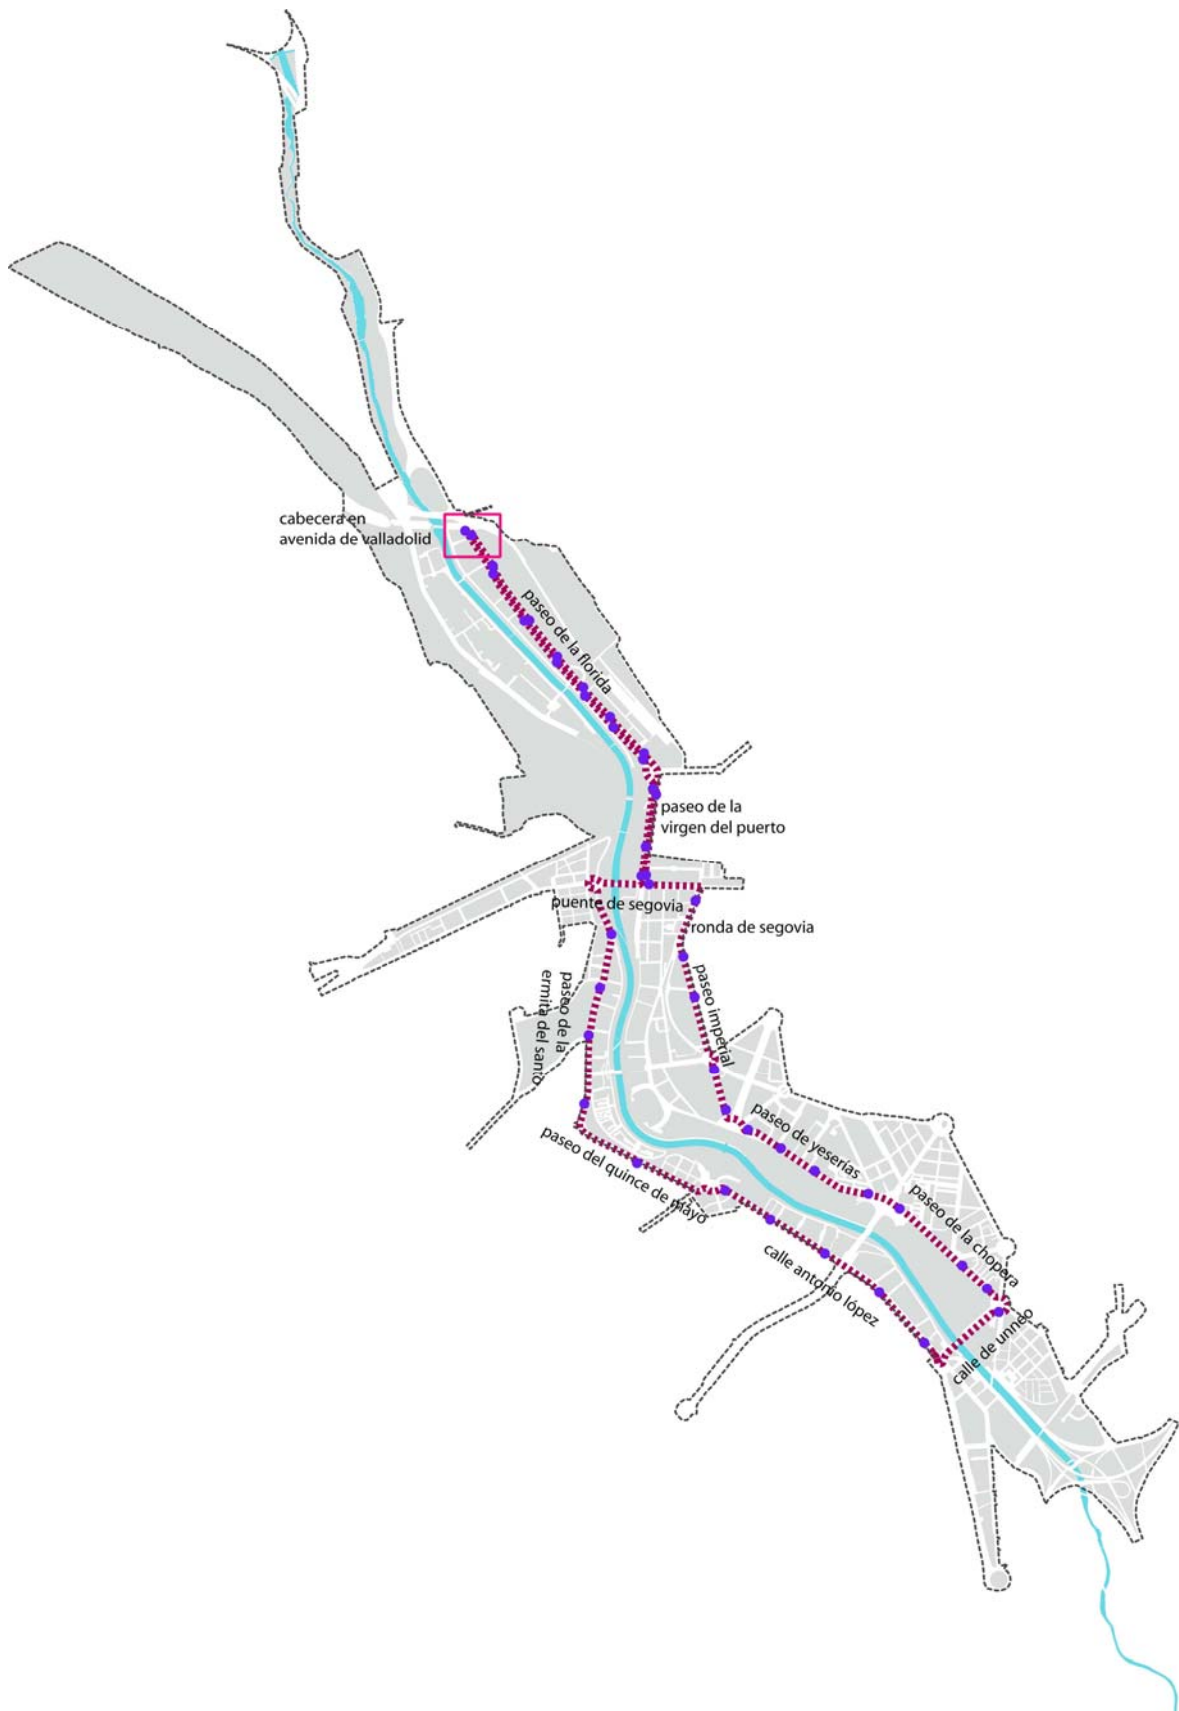 cabecera en
avenida de valladolid
paseo de la florida
paseo de la
virgen del puerto
puente de segovia
ronda de segovia
paseo de la
ermita del santo
paseo imperial
paseo de yeserías
paseo del quince de mayo
paseo de la chopera
calle antonio lópez
calle de unneo